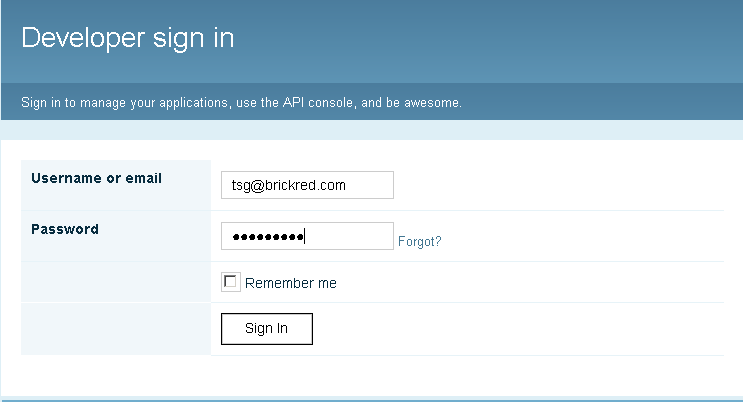 Developer sign in
Sign in to manage your applications, use the API console, and be awesome.
Username or email
tsg@brickred.com
Password
●●●●●●●●● Forgot?
Remember me
Sign In